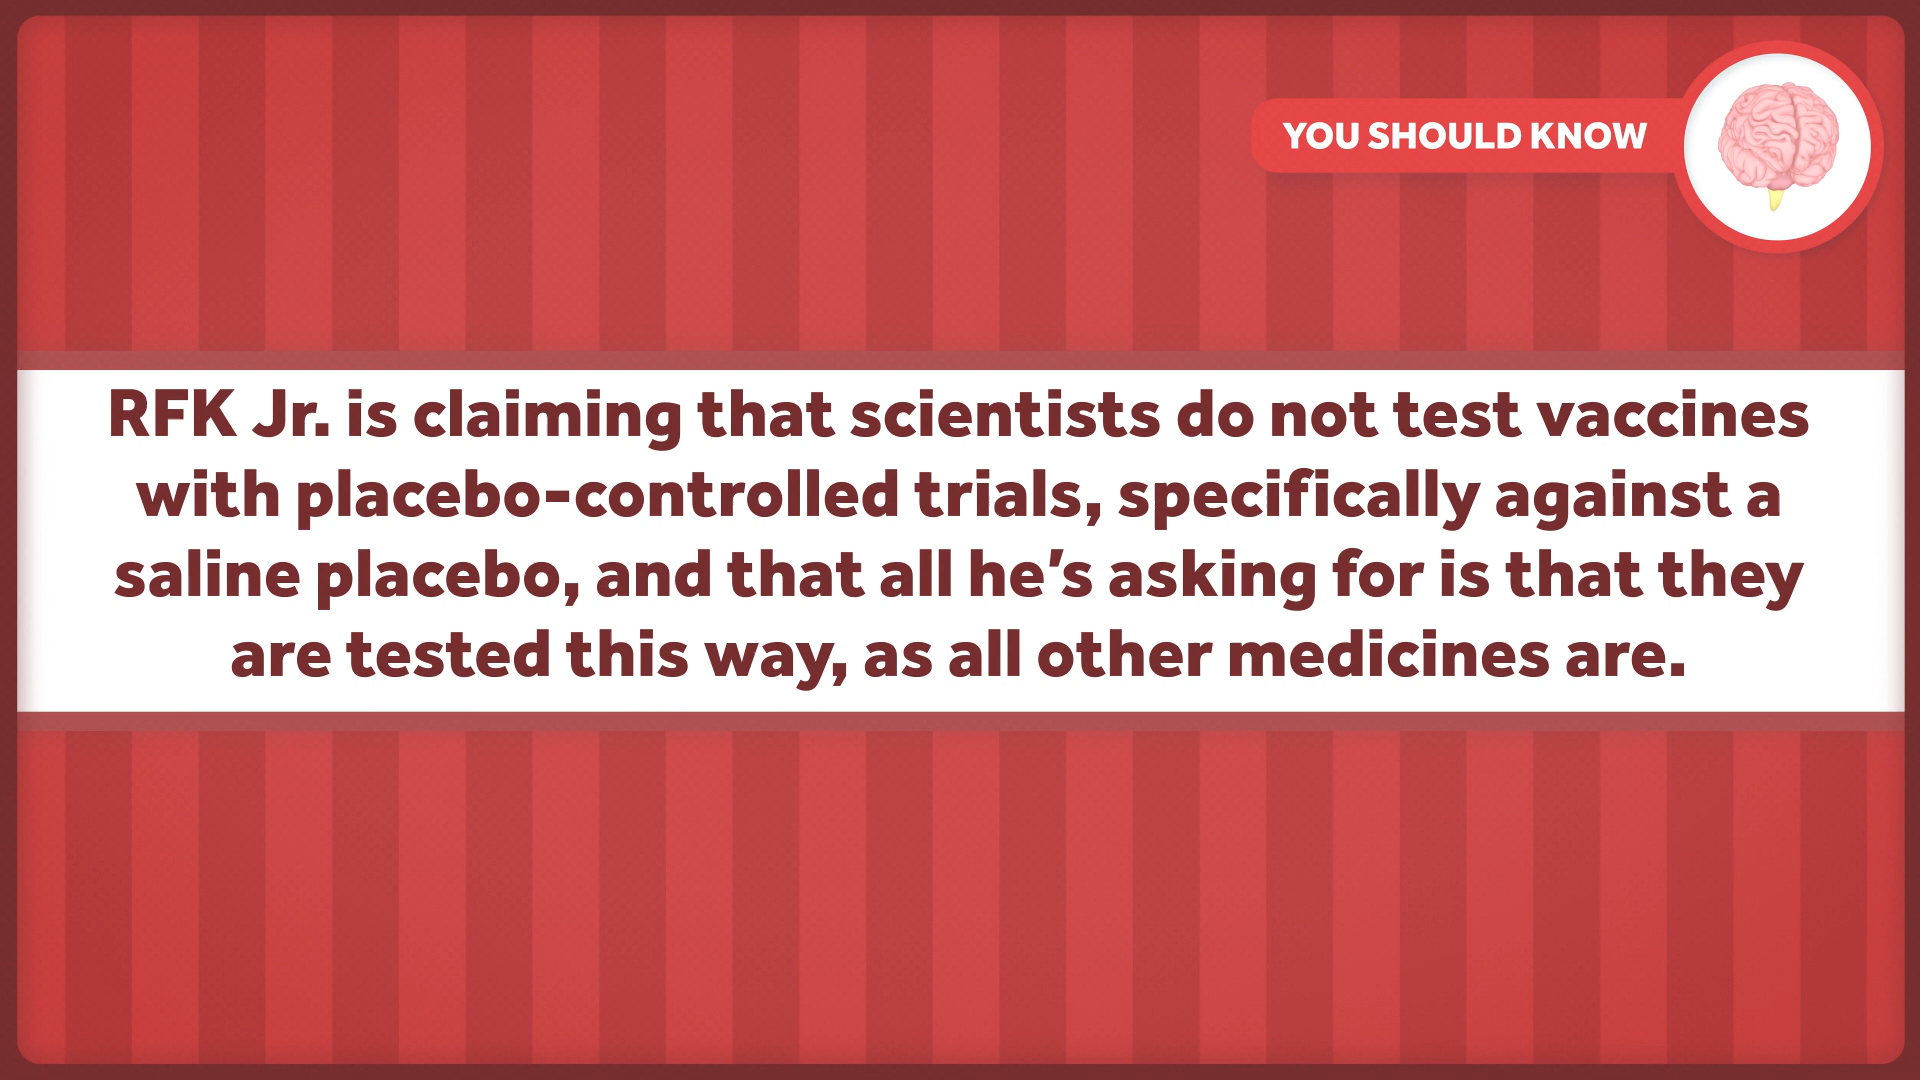 YOU SHOULD KNOW
RFK Jr. is claiming that scientists do not test vaccines
with placebo-controlled trials, specifically against a
saline placebo, and that all he’s asking for is that they
are tested this way, as all other medicines are.